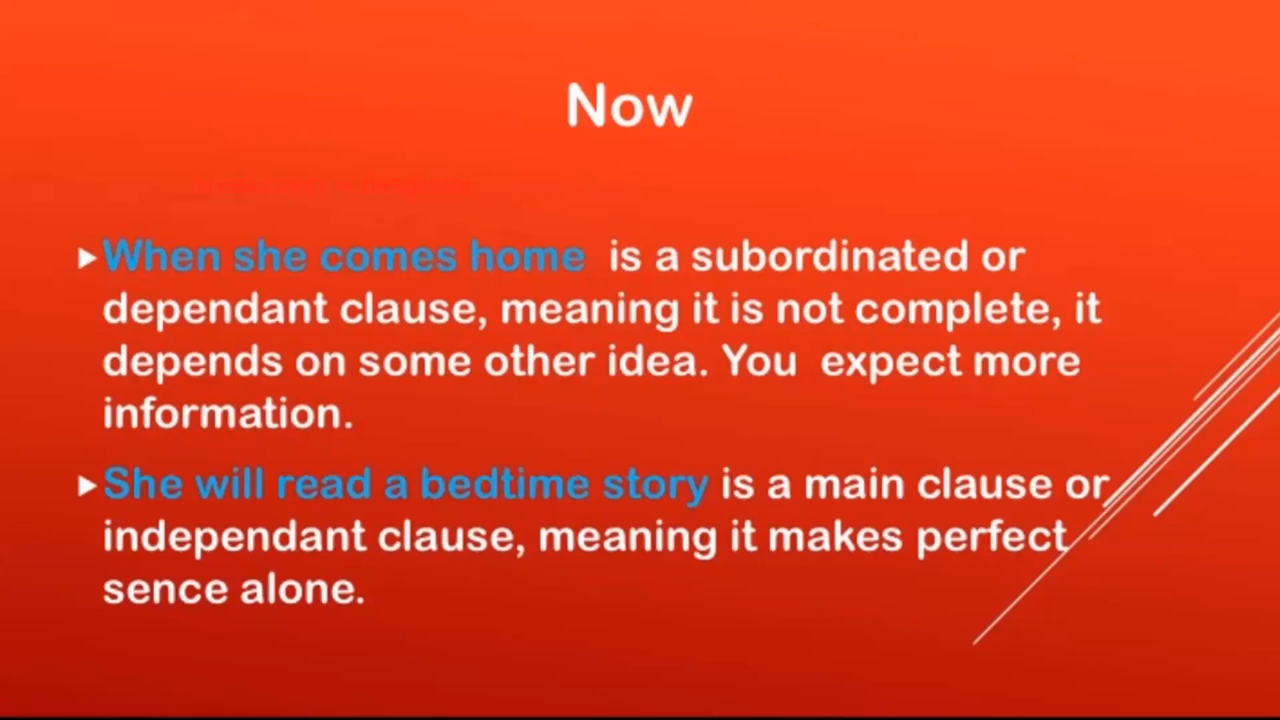 Now
When she comes home is a subordinated or
dependant clause, meaning it is not complete, it
depends on some other idea. You expect more
information.
She will read a bedtime story is a main clause or
independant clause, meaning it makes perfect
sence alone.